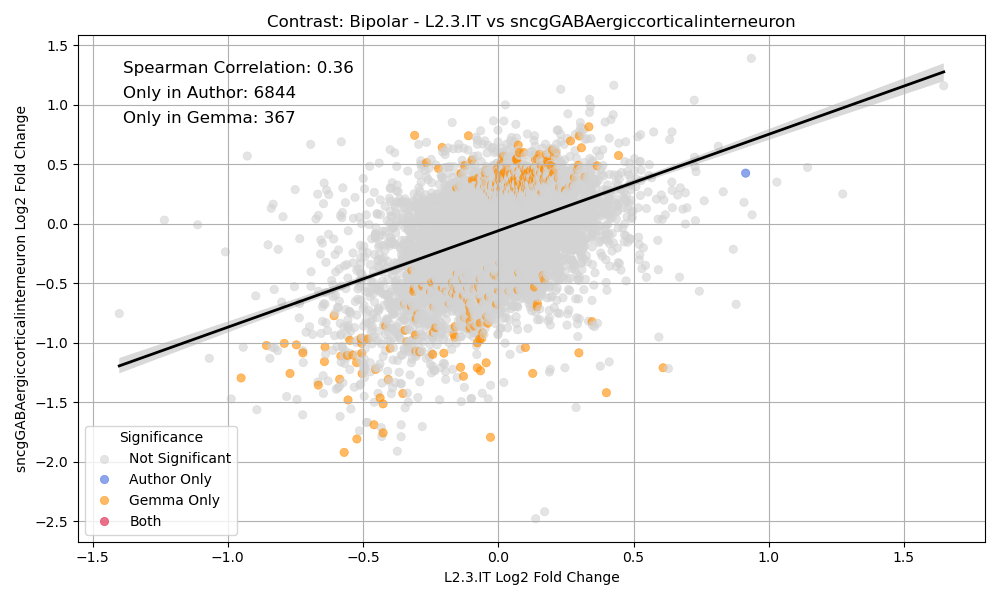 Contrast: Bipolar - L2.3.IT vs sncgGABAergiccorticalinterneuron
Spearman Correlation: 0.36
Only in Author: 6844
Only in Gemma: 367
sncgGABAergiccorticalinterneuron Log2 Fold Change
1.5
1.0
0.5
0.0
−0.5
−1.0
−1.5
−2.0
−2.5
Significance
Not Significant
Author Only
Gemma Only
Both
−1.5 −1.0 −0.5 0.0 0.5 1.0 1.5
L2.3.IT Log2 Fold Change